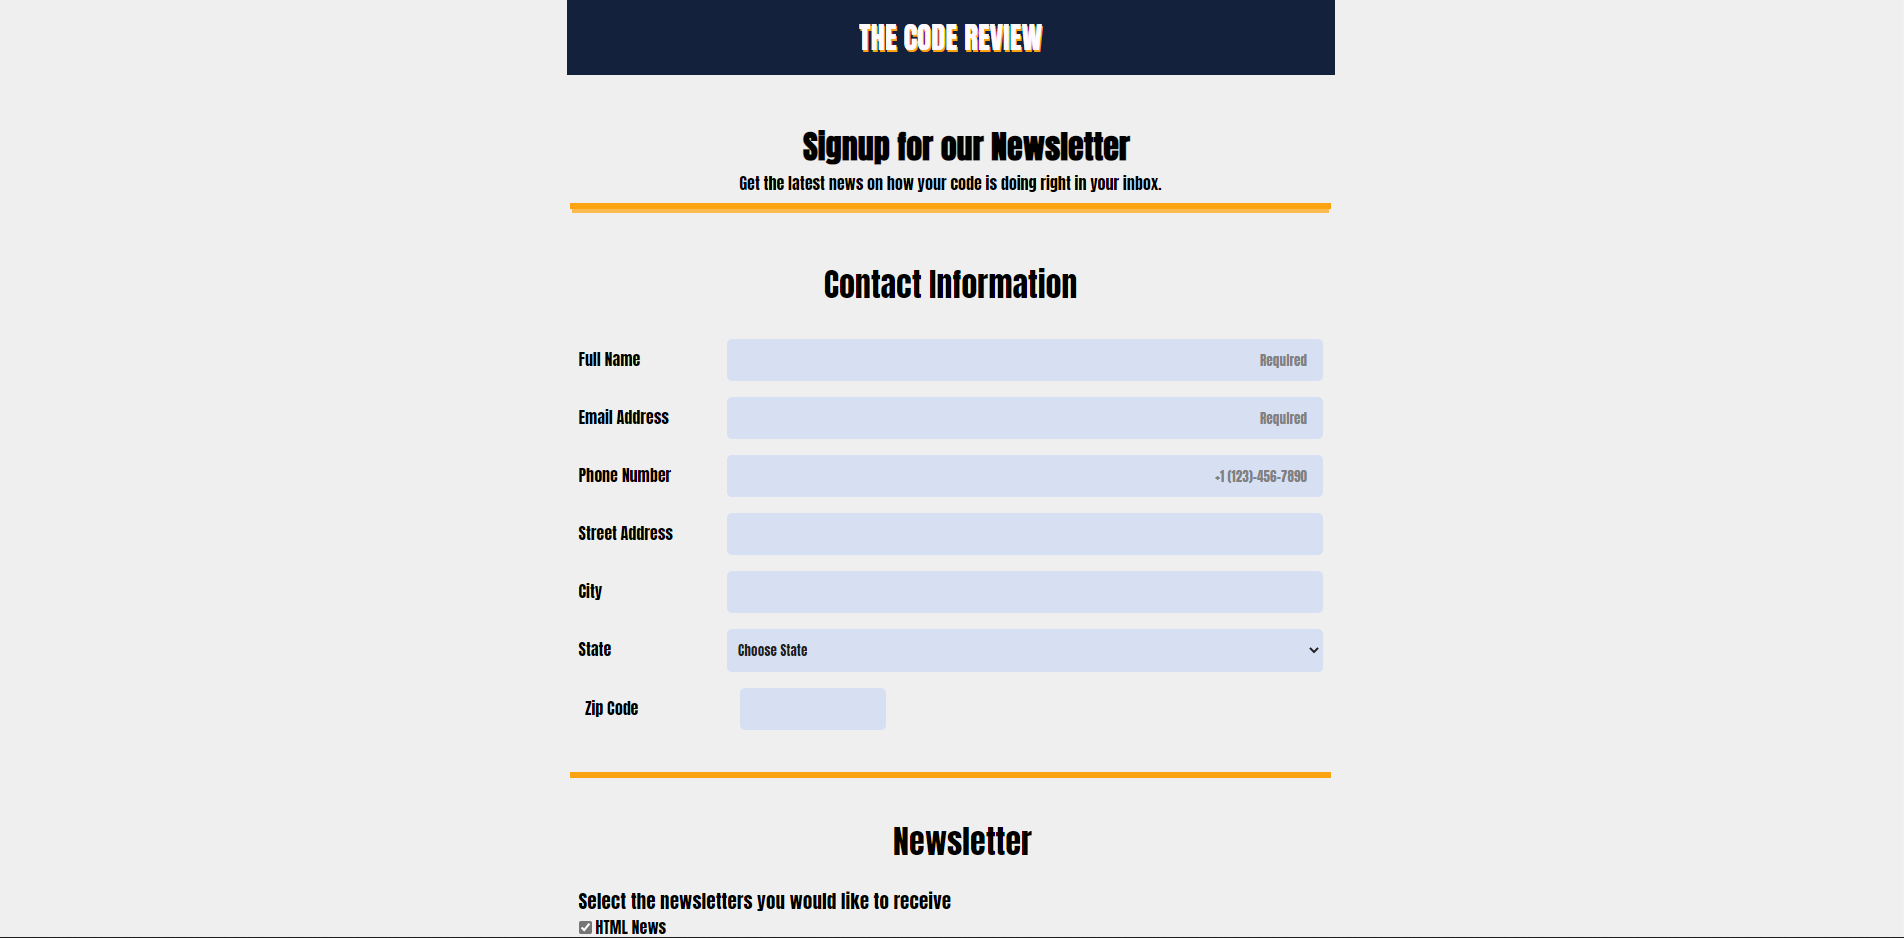 THE CODE REVIEW
Signup for our Newsletter
Get the latest news on how your code is doing right in your inbox.
Contact Information
Full Name
Required
Email Address
Required
Phone Number
+1 (123)-456-7890
Street Address
City
State
Choose State
Zip Code
Newsletter
Select the newsletters you would like to receive
HTML News